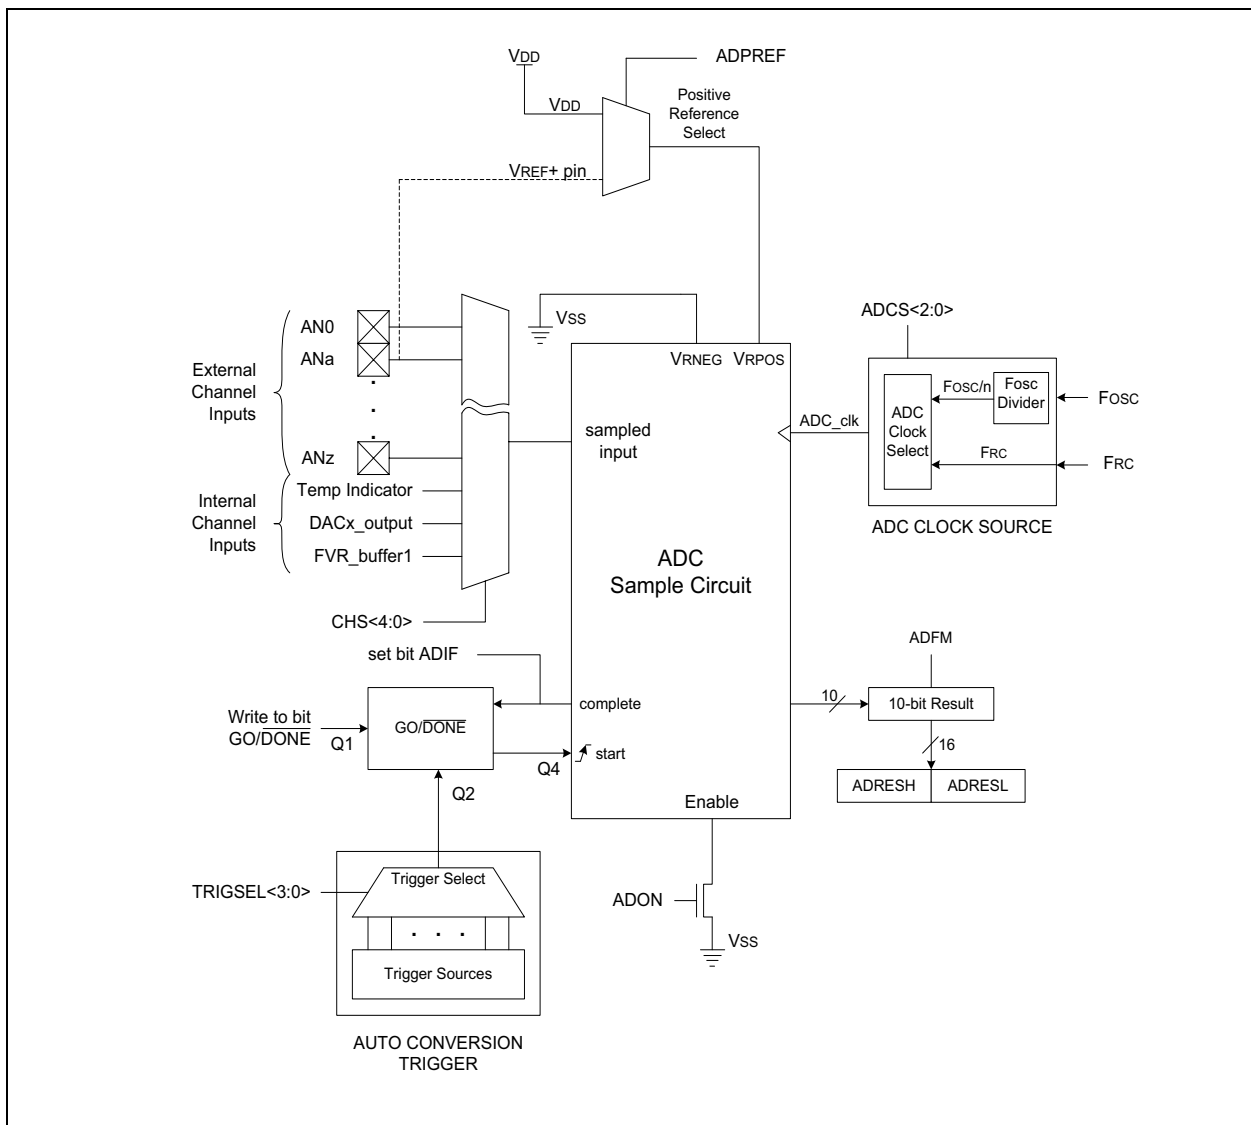 VDD
ADPREF
VDD
Positive
Reference
Select
VREF+ pin
ADCS<2:0>
VSS
AN0
ANa
External
Channel
Inputs
ANz
VRNEG
VRPOS
FOSC/n
Fosc
Divider
FOSC
ADC
Clock
Select
ADC_clk
FRC
FRC
sampled
input
ADC CLOCK SOURCE
Temp Indicator
Internal
Channel
Inputs
DACx_output
FVR_buffer1
ADC
Sample Circuit
CHS<4:0>
set bit ADIF
ADFM
complete
10
10-bit Result
Write to bit
GO/DONE
Q1
GO/DONE
Q4
start
16
Q2
ADRESH
ADRESL
Enable
TRIGSEL<3:0>
Trigger Select
ADON
. . .
VSS
Trigger Sources
AUTO CONVERSION
TRIGGER